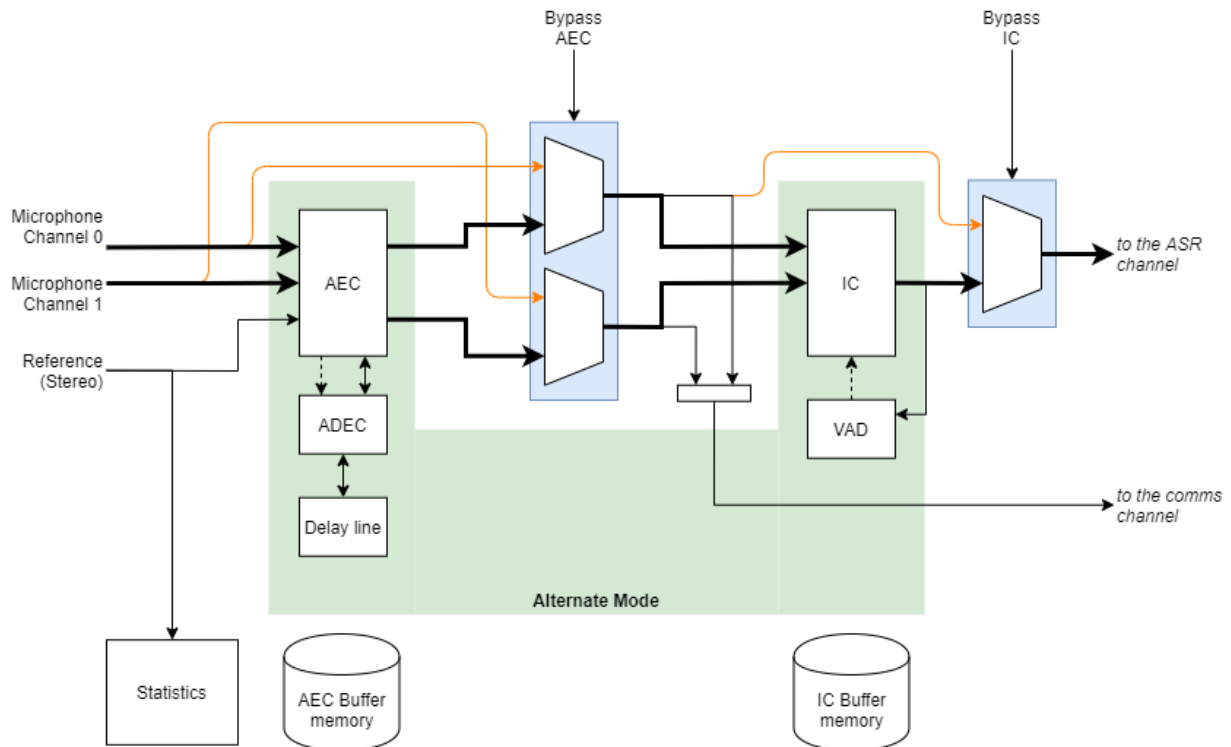 Bypass
AEC
Bypass
IC
Microphone
Channel 0
Microphone
Channel 1
Reference
(Stereo)
AEC
IC
to the ASR
channel
ADEC
VAD
Delay line
to the comms
channel
Alternate Mode
Statistics
AEC Buffer
memory
IC Buffer
memory